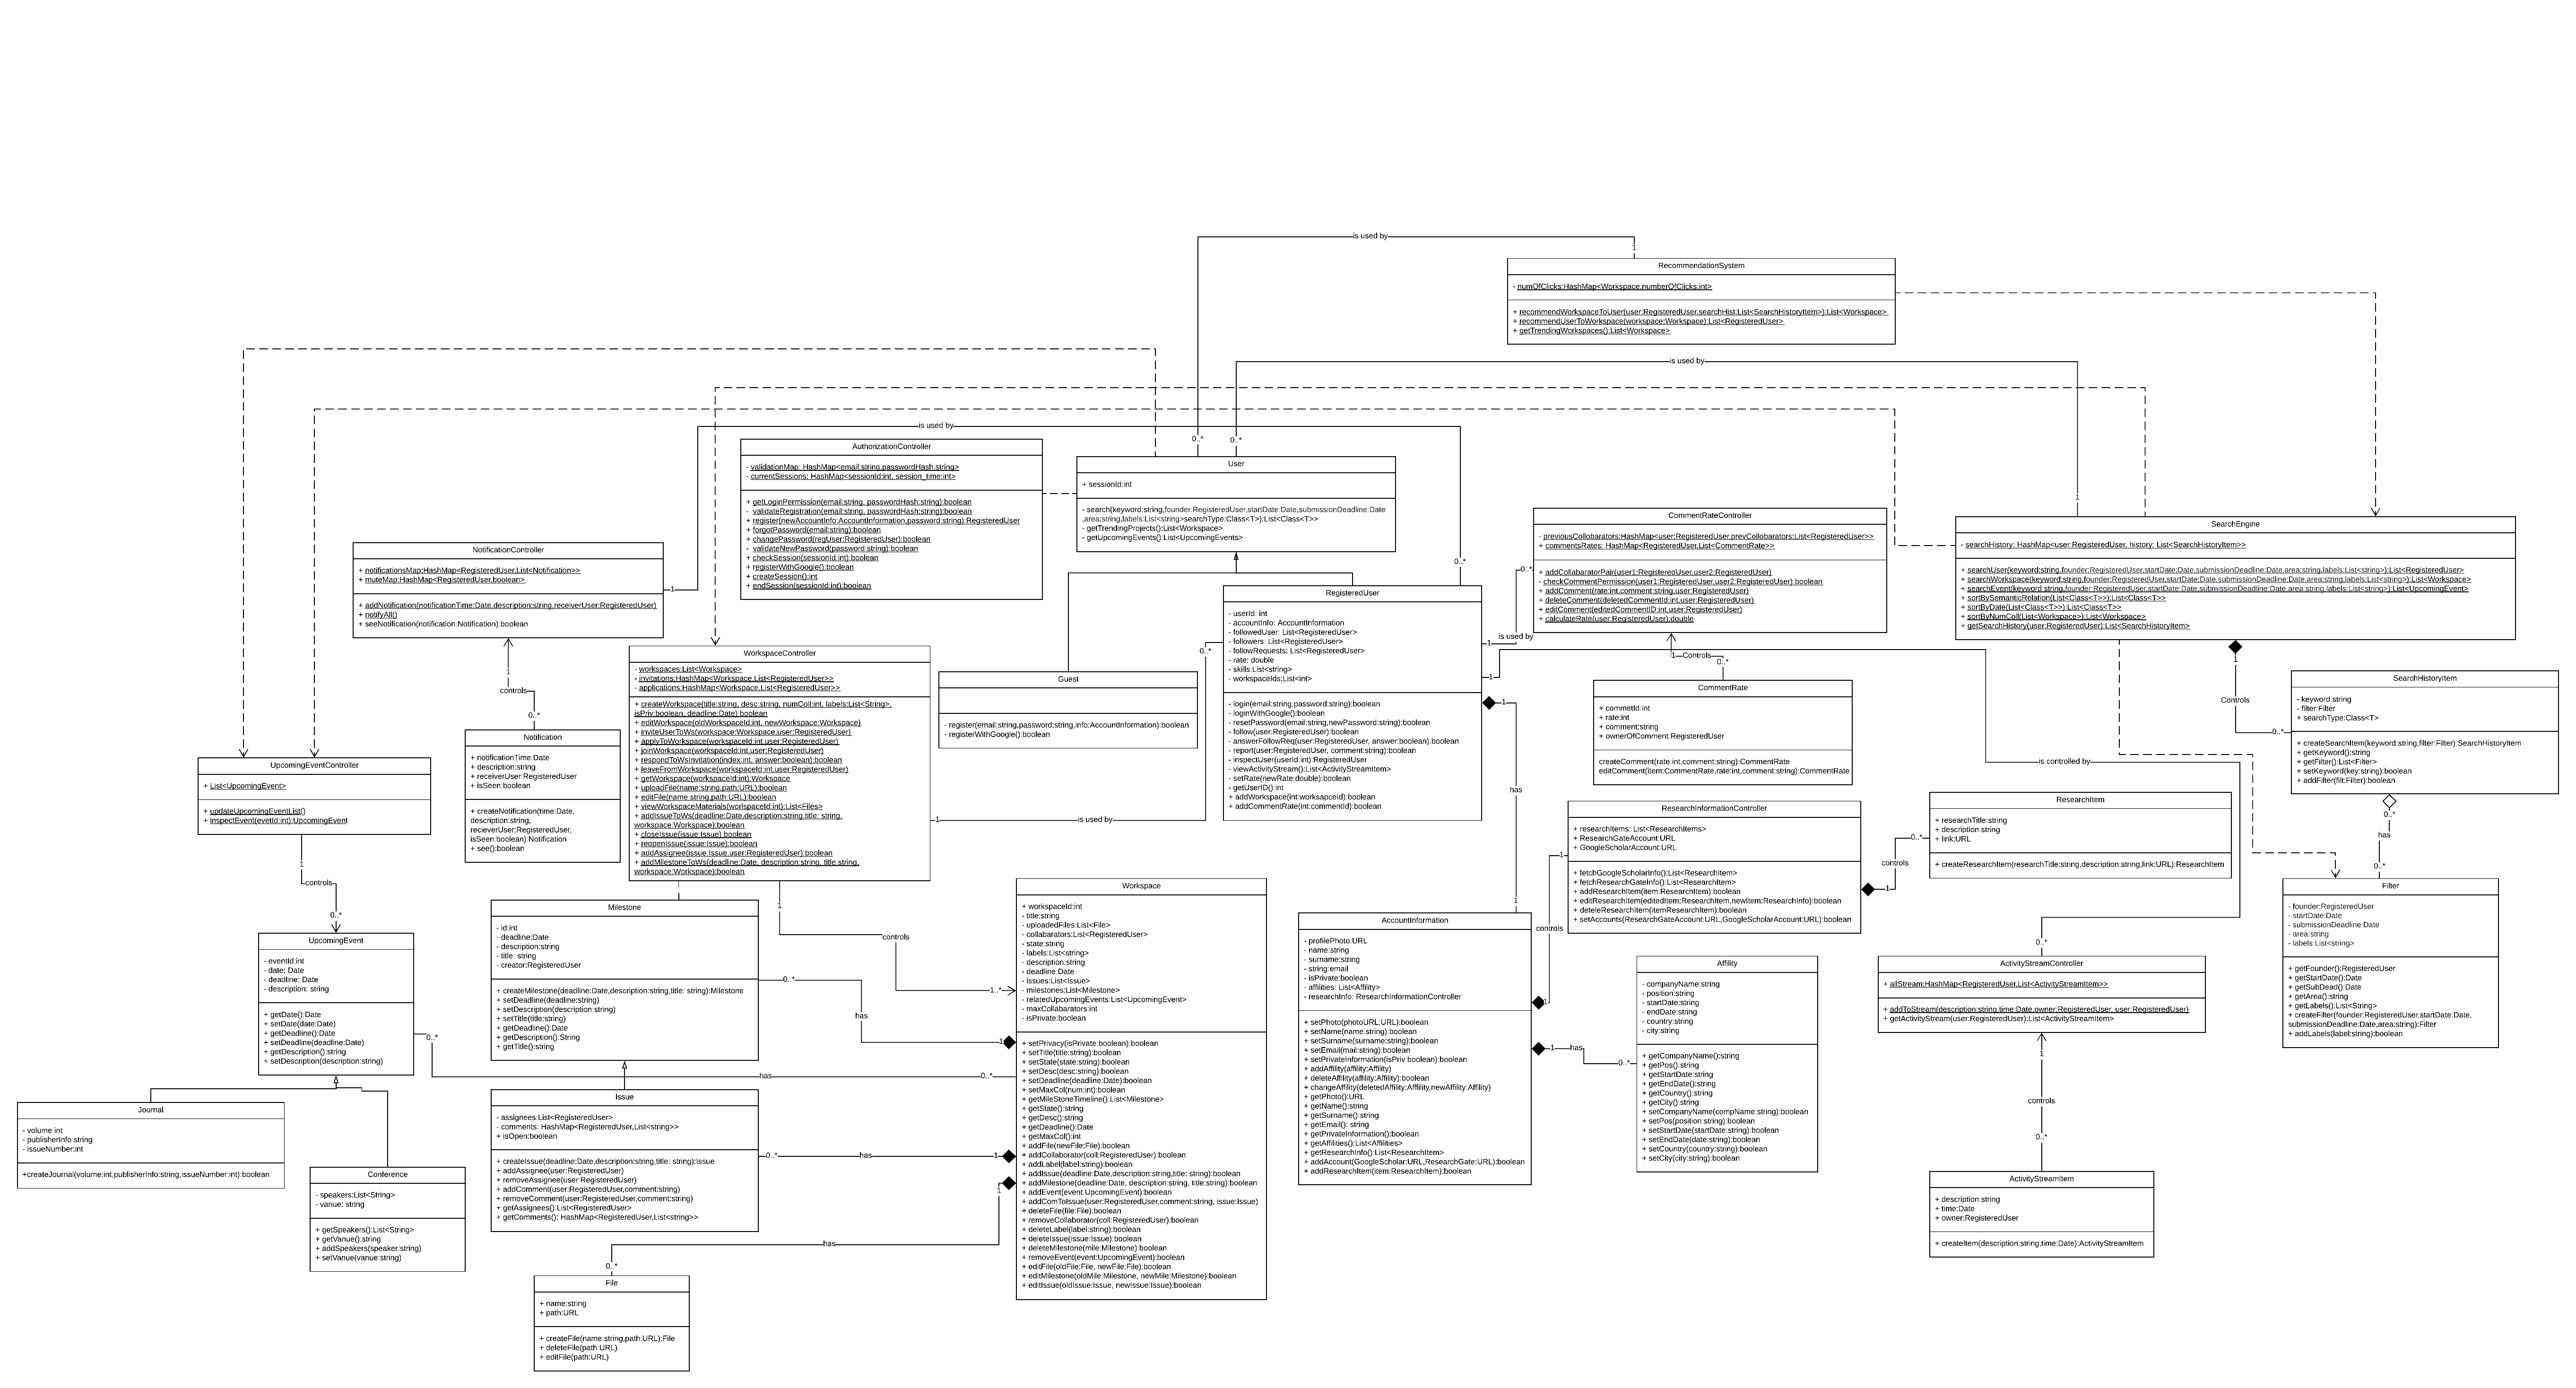 is used by
1
RecommendationSystem
- numOfClicks:HashMap<Workspace,numberOfClicks:int>
+ recommendWorkspaceToUser(user:RegisteredUser,searchHist:List<SearchHistoryItem>):List<Workspace>
+ recommendUserToWorkspace(workspace:Workspace):List<RegisteredUser>
+ getTrendingWorkspaces():List<Workspace>
is used by
is used by
0..*
0..*
1
AuthorizationController
- validationMap: HashMap<email:string,passwordHash:string>
- currentSessions: HashMap<sessionId:int, session_time:int>
+ getLoginPermission(email:string, passwordHash:string):boolean
- validateRegistration(email:string, passwordHash:string):boolean
+ register(newAccountInfo:AccountInformation,password:string):RegisteredUser
+ forgotPassword(email:string):boolean
+ changePassword(regUser:RegisteredUser):boolean
- validateNewPassword(password:string):boolean
+ checkSession(sessionId:int):boolean
+ registerWithGoogle():boolean
+ createSession():int
+ endSession(sessionId:int):boolean
User
+ sessionId:int
- search(keyword:string,founder:RegisteredUser,startDate:Date,submissionDeadline:Date
,area:string,labels:List<string>searchType:Class<T>):List<Class<T>>
- getTrendingProjects():List<Workspace>
- getUpcomingEvents():List<UpcomingEvents>
CommentRateController
- previousCollobarators:HashMap<user:RegisteredUser,prevCollobarators:List<RegisteredUser>>
+ commentsRates: HashMap<RegisteredUser,List<CommentRate>>
+ addCollabaratorPair(user1:RegisteredUser,user2:RegisteredUser)
- checkCommentPermission(user1:RegisteredUser,user2:RegisteredUser):boolean
+ addComment(rate:int,comment:string,user:RegisteredUser)
+ deleteComment(deletedCommentId:int,user:RegisteredUser)
+ editComment(editedCommentID:int,user:RegisteredUser)
+ calculateRate(user:RegisteredUser):double
SearchEngine
- searchHistory: HashMap<user:RegisteredUser, history: List<SearchHistoryItem>>
+ searchUser(keyword:string,founder:RegisteredUser,startDate:Date,submissionDeadline:Date,area:string,labels:List<string>):List<RegisteredUser>
+ searchWorkspace(keyword:string,founder:RegisteredUser,startDate:Date,submissionDeadline:Date,area:string,labels:List<string>):List<Workspace>
+ searchEvent(keyword:string,founder:RegisteredUser,startDate:Date,submissionDeadline:Date,area:string,labels:List<string>):List<UpcomingEvent>
+ sortBySemanticRelation(List<Class<T>>):List<Class<T>>
+ sortByDate(List<Class<T>>):List<Class<T>>
+ sortByNumColl(List<Workspace>):List<Workspace>
+ getSearchHistory(user:RegisteredUser):List<SearchHistoryItem>
NotificationController
+ notificationsMap:HashMap<RegisteredUser,List<Notification>>
+ muteMap:HashMap<RegisteredUser,boolean>
+ addNotification(notificationTime:Date,description:string,receiverUser:RegisteredUser)
+ notifyAll()
+ seeNotification(notification:Notification):boolean
1
0..*
0..*
1
is used by
1
0..*
RegisteredUser
- userId: int
- accountInfo: AccountInformation
- followedUser: List<RegisteredUser>
- followers: List<RegisteredUser>
- followRequests: List<RegisteredUser>
- rate: double
- skills:List<string>
- workspaceIds:List<int>
- login(email:string,password:string):boolean
- loginWithGoogle():boolean
- resetPassword(email:string,newPassword:string):boolean
- follow(user:RegisteredUser):boolean
- answerFollowReq(user:RegisteredUser, answer:boolean):boolean
- report(user:RegisteredUser, comment:string):boolean
- inspectUser(userId:int):RegisteredUser
- viewActivityStream():List<ActivityStreamItem>
- setRate(newRate:double):boolean
- getUserID():int
+ addWorkspace(int:worksapceId):boolean
+ addCommentRate(int:commentId):boolean
WorkspaceController
- workspaces:List<Workspace>
- invitations:HashMap<Workspace,List<RegisteredUser>>
- applications:HashMap<Workspace,List<RegisteredUser>>
+ createWorkspace(title:string, desc:string, numColl:int, labels:List<String>,
isPriv:boolean, deadline:Date):boolean
+ editWorkspace(oldWorkspaceId:int, newWorkspace:Workspace)
+ inviteUserToWs(workspace:Workspace,user:RegisteredUser)
+ applyToWorkspace(workspaceId:int,user:RegisteredUser)
+ joinWorkspace(workspaceId:int,user:RegisteredUser)
+ respondToWsInvitation(index:int, answer:boolean):boolean
+ leaveFromWorkspace(workspaceId:int,user:RegisteredUser)
+ getWorkspace(workspaceId:int):Workspace
+ uploadFile(name:string,path:URL):boolean
+ editFile(name:string,path:URL):boolean
+ viewWorkspaceMaterials(worlspaceId:int):List<Files>
+ addIssueToWs(deadline:Date,description:string,title: string,
workspace:Workspace):boolean
+ closeIssue(issue:Issue):boolean
+ reopenIssue(issue:Issue):boolean
+ addAssignee(issue:Issue,user:RegisteredUser):boolean
+ addMilestoneToWs(deadline:Date, description:string, title:string,
workspace:Workspace):boolean
Guest
- register(email:string,password:string,info:AccountInformation):boolean
- registerWithGoogle():boolean
1
Controls
0..*
CommentRate
+ commetId:int
+ rate:int
+ comment:string
+ ownerOfComment:RegisteredUser
createComment(rate:int,comment:string):CommentRate
editComment(item:CommentRate,rate:int,comment:string):CommentRate
1
Controls
0..*
SearchHistoryItem
- keyword:string
- filter:Filter
+ searchType:Class<T>
+ createSearchItem(keyword:string,filter:Filter):SearchHistoryItem
+ getKeyword():string
+ getFilter():List<Filter>
+ setKeyword(key:string):boolean
+ addFilter(filt:Filter):boolean
1
controls
0..*
Notification
+ notificationTime:Date
+ description:string
+ receiverUser:RegisteredUser
+ isSeen:boolean
+ createNotification(time:Date,
description:string,
recieverUser:RegisteredUser,
isSeen:boolean):Notification
+ see():boolean
1
1
has
1
is controlled by
UpcomingEventController
+ List<UpcomingEvent>
+ updateUpcomingEventList()
+ inspectEvent(evetId:int):UpcomingEvent
1
is used by
ResearchInformationController
+ researchItems: List<ResearchItems>
+ ResearchGateAccount:URL
+ GoogleScholarAccount:URL
+ fetchGoogleScholarInfo():List<ResearchItem>
+ fetchResearchGateInfo():List<ResearchItem>
+ addResearchItem(item:ResearchItem):boolean
+ editResearchItem(editedItem:ResearchItem,newItem:ResearchInfo):boolean
+ deteleResearchItem(itemResearchItem):boolean
+ setAccounts(ResearchGateAccount:URL,GoogleScholarAccount:URL):boolean
0..*
controls
1
ResearchItem
+ researchTitle:string
+ description:string
+ link:URL
+ createResearchItem(researchTitle:string,description:string,link:URL):ResearchItem
0..*
has
0..*
Filter
- founder:RegisteredUser
- startDate:Date
- submissionDeadline:Date
- area:string
- labels:List<string>
+ getFounder():RegisteredUser
+ getStartDate():Date
+ getSubDead():Date
+ getArea():string
+ getLabels():List<String>
+ createFilter(founder:RegisteredUser,startDate:Date,
submissionDeadline:Date,area:string):Filter
+ addLabels(label:string):boolean
1
controls
0..*
UpcomingEvent
- eventId:int
- date: Date
- deadline: Date
- description: string
+ getDate():Date
+ setDate(date:Date)
+ getDeadline():Date
+ setDeadline(deadline:Date)
+ getDescription():string
+ setDescription(description:string)
Milestone
- id:int
- deadline:Date
- description:string
- title: string
- creator:RegisteredUser
+ createMilestone(deadline:Date,description:string,title: string):Milestone
+ setDeadline(deadline:string)
+ setDescription(description:string)
+ setTitle(title:string)
+ getDeadline():Date
+ getDescription():String
+ getTitle():string
1
controls
1..*
0..*
has
1
0..*
has
0..*
Workspace
+ workspaceId:int
- title:string
- uploadedFiles:List<File>
- collabarators:List<RegisteredUser>
- state:string
- labels:List<string>
- description:string
- deadline:Date
- issues:List<Issue>
- milestones:List<Milestone>
- relatedUpcomingEvents:List<UpcomingEvent>
- maxCollabarators:int
- isPrivate:boolean
+ setPrivacy(isPrivate:boolean):boolean
+ setTitle(title:string):boolean
+ setState(state:string):boolean
+ setDesc(desc:string):boolean
+ setDeadline(deadline:Date):boolean
+ setMaxCol(num:int):boolean
+ getMileStoneTimeline():List<Milestone>
+ getState():string
+ getDesc():string
+ getDeadline():Date
+ getMaxCol():int
+ addFile(newFile:File):boolean
+ addCollabrator(coll:RegisteredUser):boolean
+ addLabel(label:string):boolean
+ addIssue(deadline:Date,description:string,title: string):boolean
+ addMilestone(deadline:Date, description:string, title:string):boolean
+ addEvent(event:UpcomingEvent):boolean
+ addComToIssue(user:RegisteredUser,comment:string, issue:Issue)
+ deleteFile(file:File):boolean
+ removeCollabrator(coll:RegisteredUser):boolean
+ deleteLabel(label:string):boolean
+ deleteIssue(issue:Issue):boolean
+ deleteMilestone(mile:Milestone):boolean
+ removeEvent(event:UpcomingEvent):boolean
+ editFile(oldFile:File, newFile:File):boolean
+ editMilestone(oldMile:Milestone, newMile:Milestone):boolean
+ editIssue(oldIssue:Issue, newIssue:Issue):boolean
AccountInformation
- profilePhoto:URL
- name:string
- surname:string
- string:email
- isPrivate:boolean
- affilities:List<Affility>
- researchInfo: ResearchInformationController
+ setPhoto(photoURL:URL):boolean
+ setName(name:string):boolean
+ setSurname(surname:string):boolean
+ setEmail(mail:string):boolean
+ setPrivateInformation(isPriv:boolean):boolean
+ addAffility(affility:Affility)
+ deleteAffility(affility:Affility):boolean
+ changeAffility(deletedAffility:Afffility,newAffility:Affility)
+ getPhoto():URL
+ getName():string
+ getSurname():string
+ getEmail(): string
+ getPrivateInformation():boolean
+ getAffilities():List<Affilities>
+ getResearchInfo():List<ResearchItem>
+ addAccount(GoogleScholar:URL,ResearchGate:URL):boolean
+ addResearchItem(item:ResearchItem):boolean
1
controls
1
1
has
0..*
Affility
- companyName:string
- position:string
- startDate:string
- endDate:string
- country:string
- city:string
+ getCompanyName():string
+ getPos():string
+ getStartDate:string
+ getEndDate():string
+ getCountry():string
+ getCity():string
+ setCompanyName(compName:string):boolean
+ setPos(position:string):boolean
+ setStartDate(startDate:string):boolean
+ setEndDate(date:string):boolean
+ setCountry(country:string):boolean
+ setCity(city:string):boolean
0..*
ActivityStreamController
+ allStream:HashMap<RegisteredUser,List<ActivityStreamItem>>
+ addToStream(description:string,time:Date,owner:RegisteredUser, user:RegisteredUser)
+ getActivityStream(user:RegisteredUser):List<ActivityStreamItem>
1
controls
0..*
ActivityStreamItem
+ description:string
+ time:Date
+ owner:RegisteredUser
+ createItem(description:string,time:Date):ActivityStreamItem
Journal
- volume:int
- publisherInfo:string
- issueNumber:int
+createJournal(volume:int,publisherInfo:string,issueNumber:int):boolean
Conference
- speakers:List<String>
- vanue: string
+ getSpeakers():List<String>
+ getVanue():string
+ addSpeakers(speaker:string)
+ setVanue(vanue:string)
Issue
- assignees:List<RegisteredUser>
- comments: HashMap<RegisteredUser,List<string>>
+ isOpen:boolean
+ createIssue(deadline:Date,description:string,title: string):Issue
+ addAssignee(user:RegisteredUser)
+ removeAssignee(user:RegisteredUser)
+ addComment(user:RegisteredUser,comment:string)
+ removeComment(user:RegisteredUser,comment:string)
+ getAssignees():List<RegisteredUser>
+ getComments(): HashMap<RegisteredUser,List<string>>
0..*
has
1
1
has
0..*
File
+ name:string
+ path:URL
+ createFile(name:string,path:URL):File
+ deleteFile(path:URL)
+ editFile(path:URL)